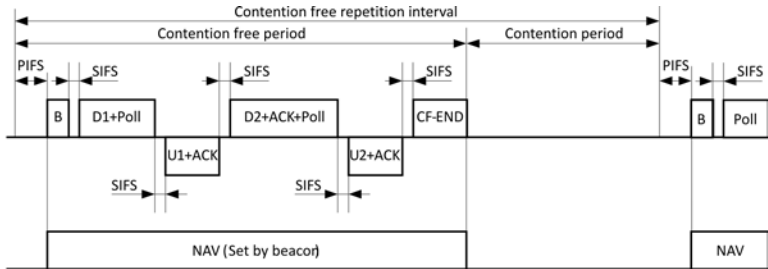 Contention free repetition interval
Contention free period
Contention period
PIFS
SIFS
SIFS
SIFS
PIFS
SIFS
B
D1+Poll
D2+ACK+Poll
CF-END
B
Poll
U1+ACK
U2+ACK
SIFS
SIFS
NAV (Set by beacon)
NAV